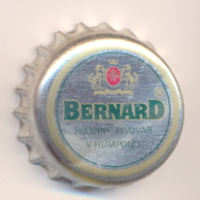 BERNARD®
RODINNÝ PIVOVAR
V HUMPOLCI